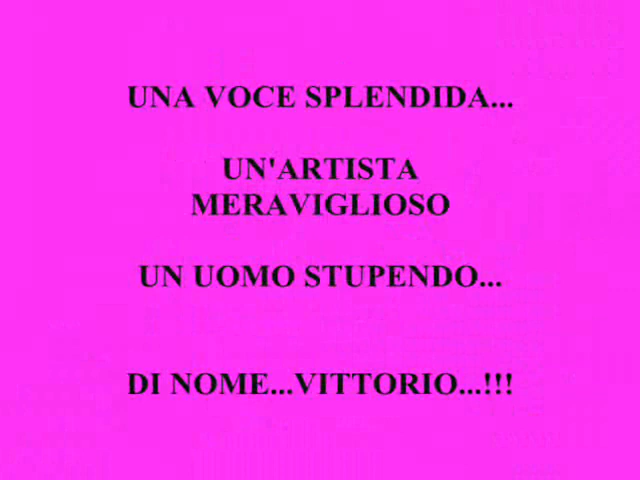 UNA VOCE SPLENDIDA...
UN'ARTISTA
MERAVIGLIOSO
UN UOMO STUPENDO...
DI NOME...VITTORIO...!!!